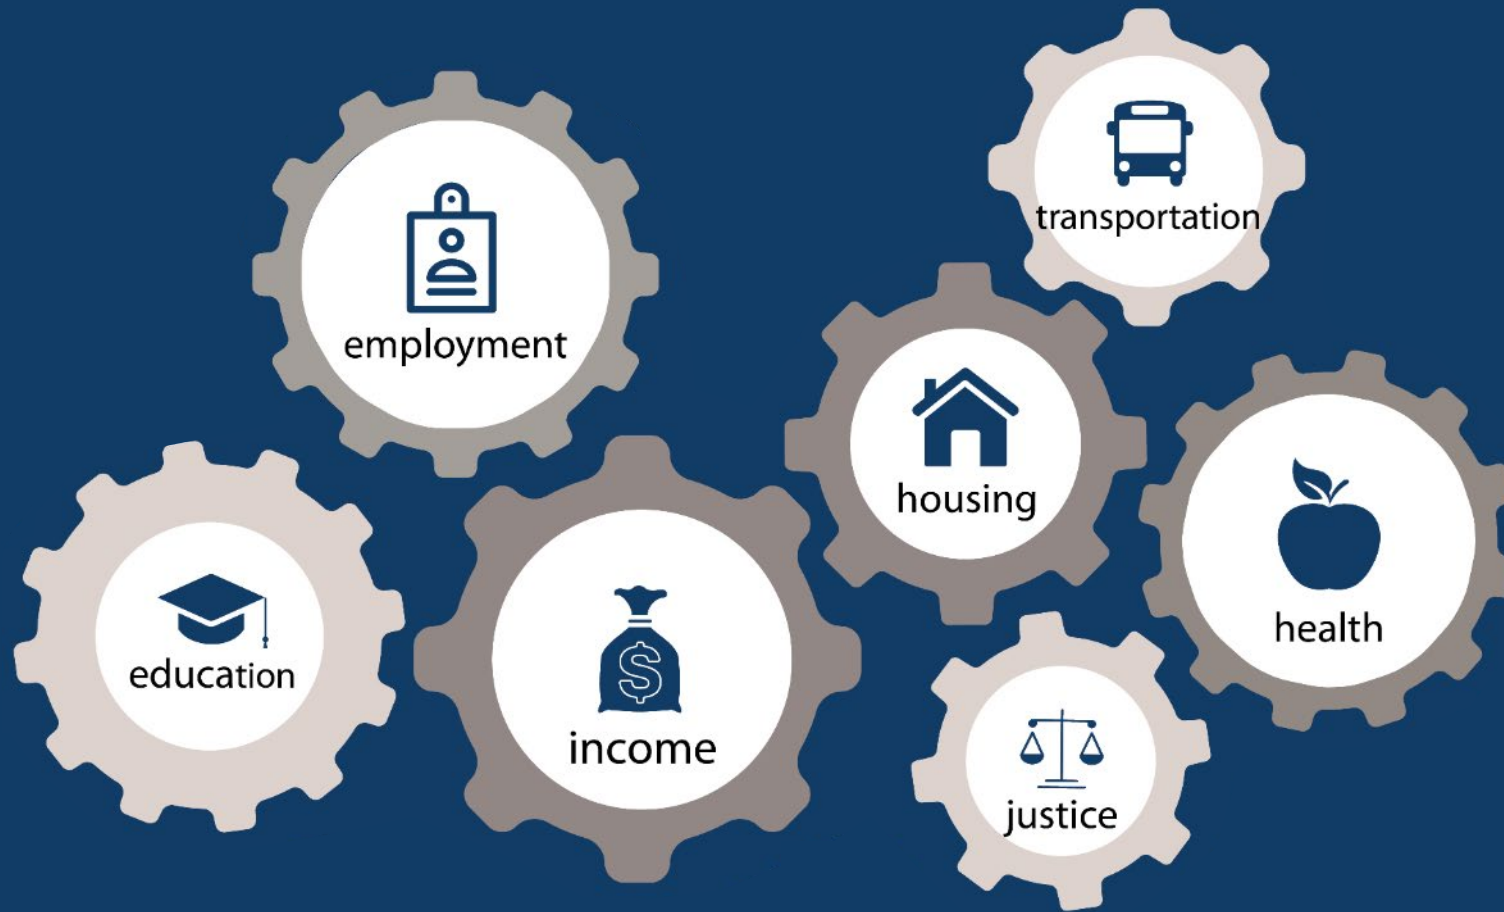 transportation
employment
housing
health
education
income
$
justice